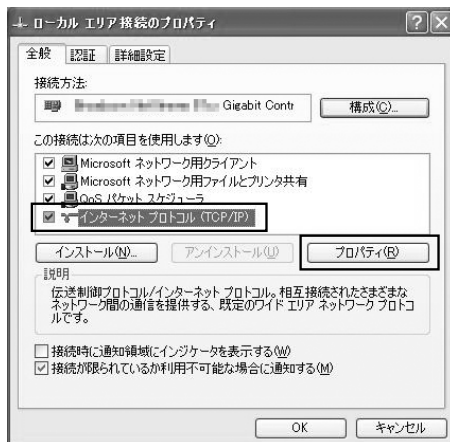 ローカル エリア接続のプロパティ
全般 認証 詳細設定
接続方法:
Gigabit Contr 構成(C)...
この接続は次の項目を使用します(O):
Microsoft ネットワーク用クライアント
Microsoft ネットワーク用ファイルとプリンタ共有
QoS パケット スケジューラ
インターネット プロトコル (TCP/IP)
インストール(N)... アンインストール(U) プロパティ(R)
説明
伝送制御プロトコル/インターネット プロトコル。相互接続されたさまざまな
ネットワーク間の通信を提供する、既定のワイド エリア ネットワーク プロトコ
ルです。
接続時に通知領域にインジケータを表示する(W)
接続が限られているか利用不可能な場合に通知する(M)
OK キャンセル